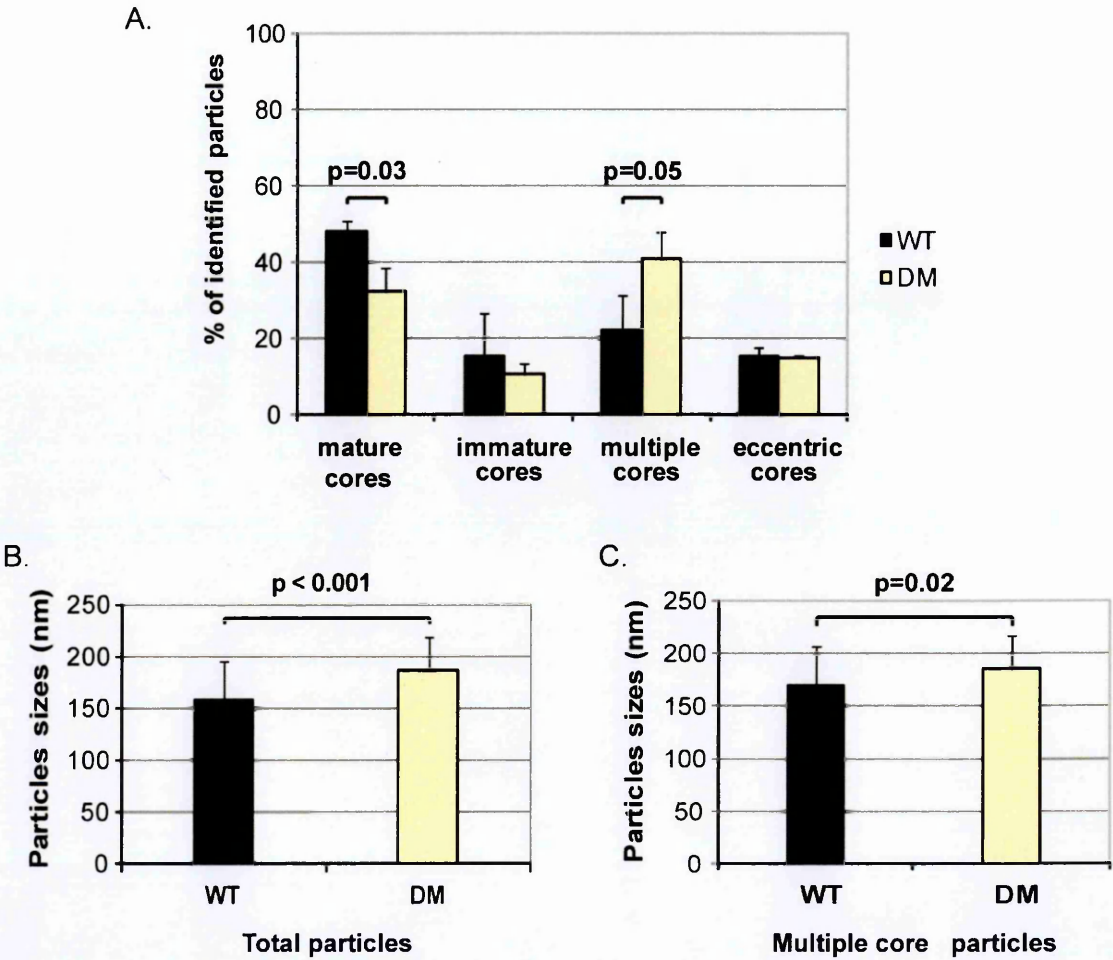 A.
% of identified particles
100
80
60
40
20
0
p=0.03
p=0.05
WT
DM
mature cores
immature cores
multiple cores
eccentric cores
B.
p < 0.001
Particles sizes (nm)
250
200
150
100
50
0
WT
DM
Total particles
C.
p=0.02
Particles sizes (nm)
250
200
150
100
50
0
WT
DM
Multiple core particles